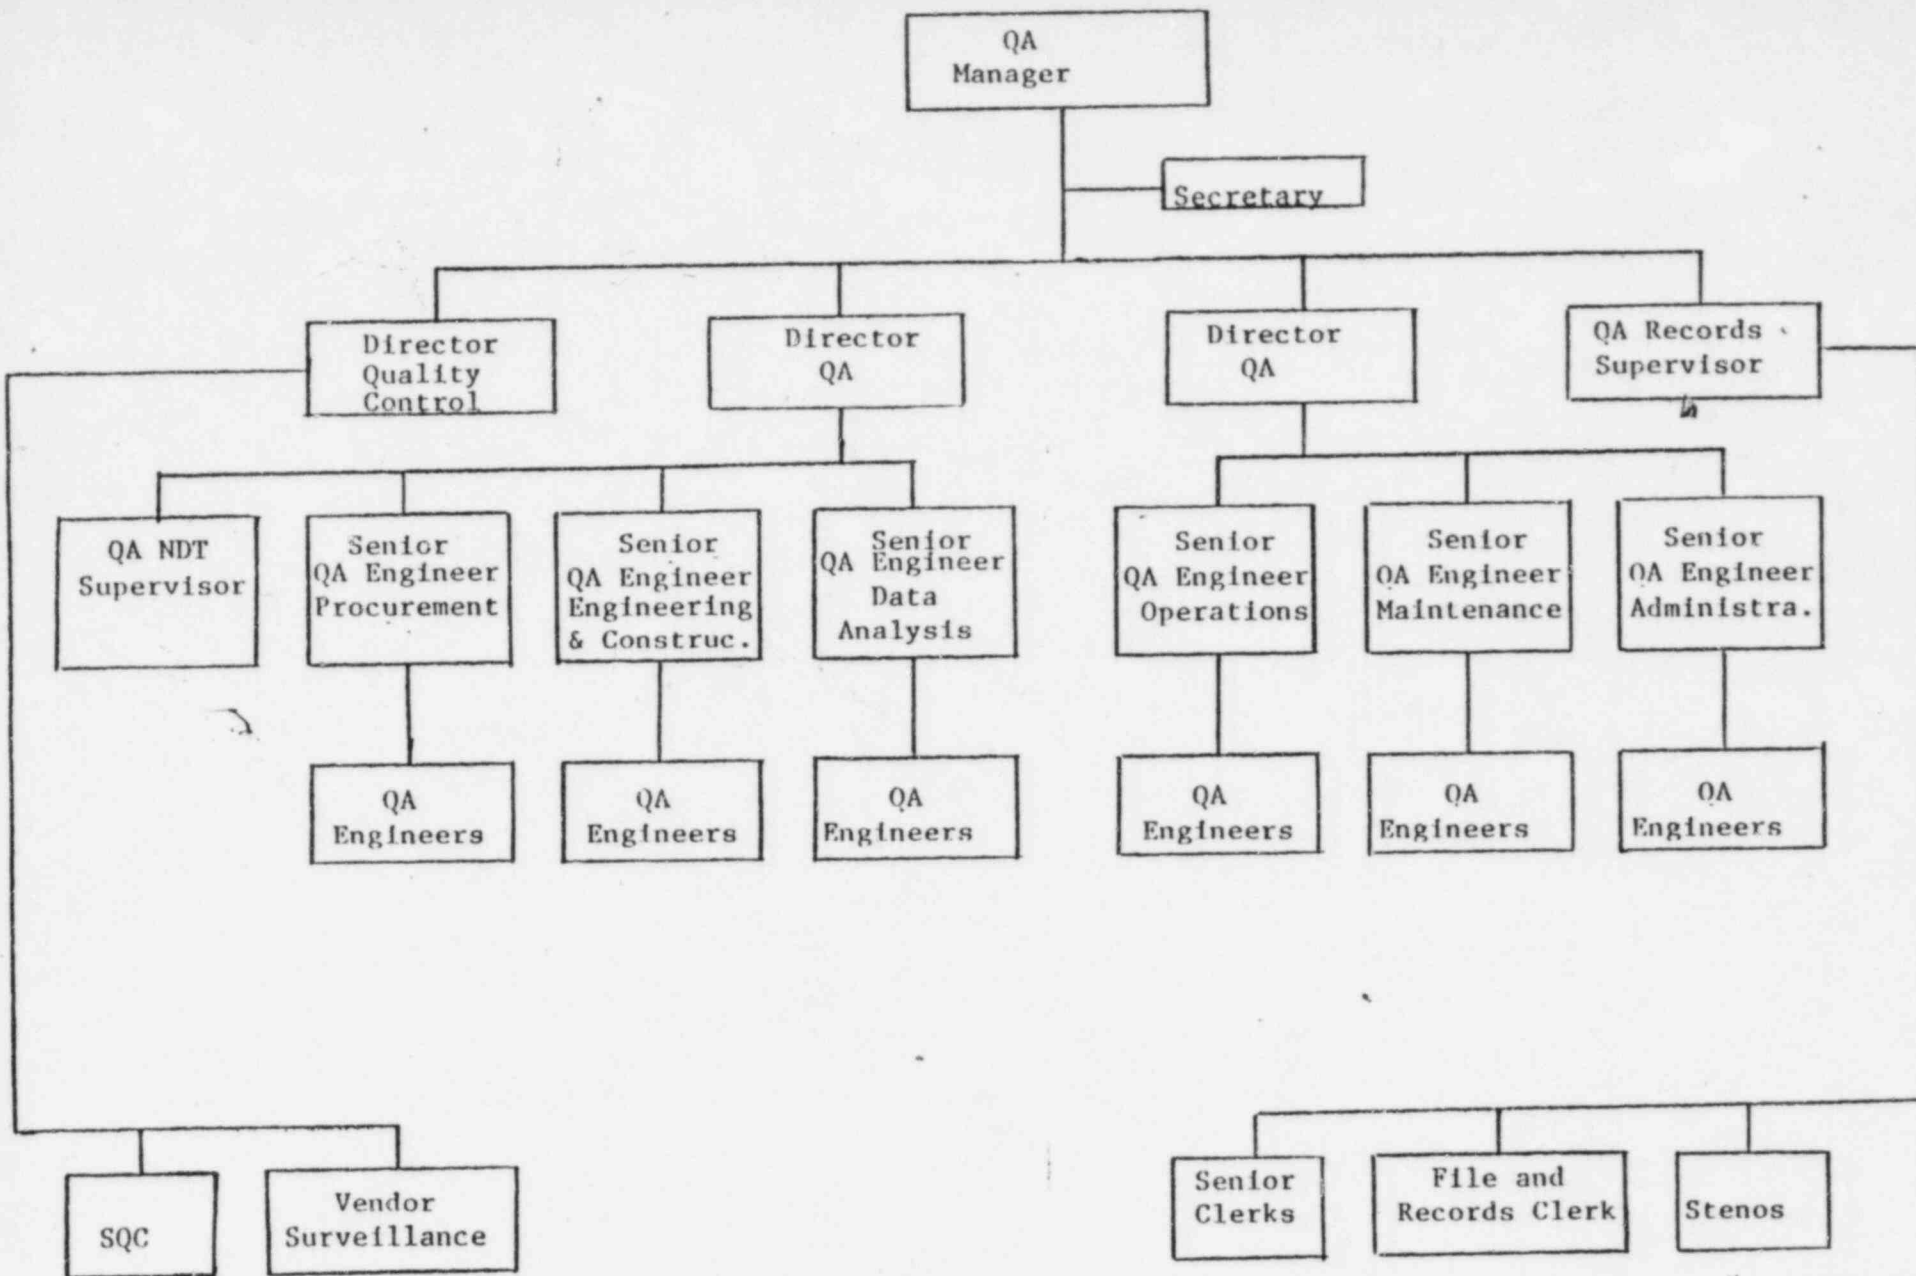 QA
Manager
Secretary
Director
Quality
Control
Director
QA
Director
QA
QA Records
Supervisor
QA NDT
Supervisor
Senior
QA Engineer
Procurement
Senior
QA Engineer
Engineering
& Construc.
Senior
QA Engineer
Data
Analysis
Senior
QA Engineer
Operations
Senior
QA Engineer
Maintenance
Senior
QA Engineer
Administra.
QA
Engineers
QA
Engineers
QA
Engineers
QA
Engineers
QA
Engineers
QA
Engineers
SQC
Vendor
Surveillance
Senior
Clerks
File and
Records Clerk
Stenos